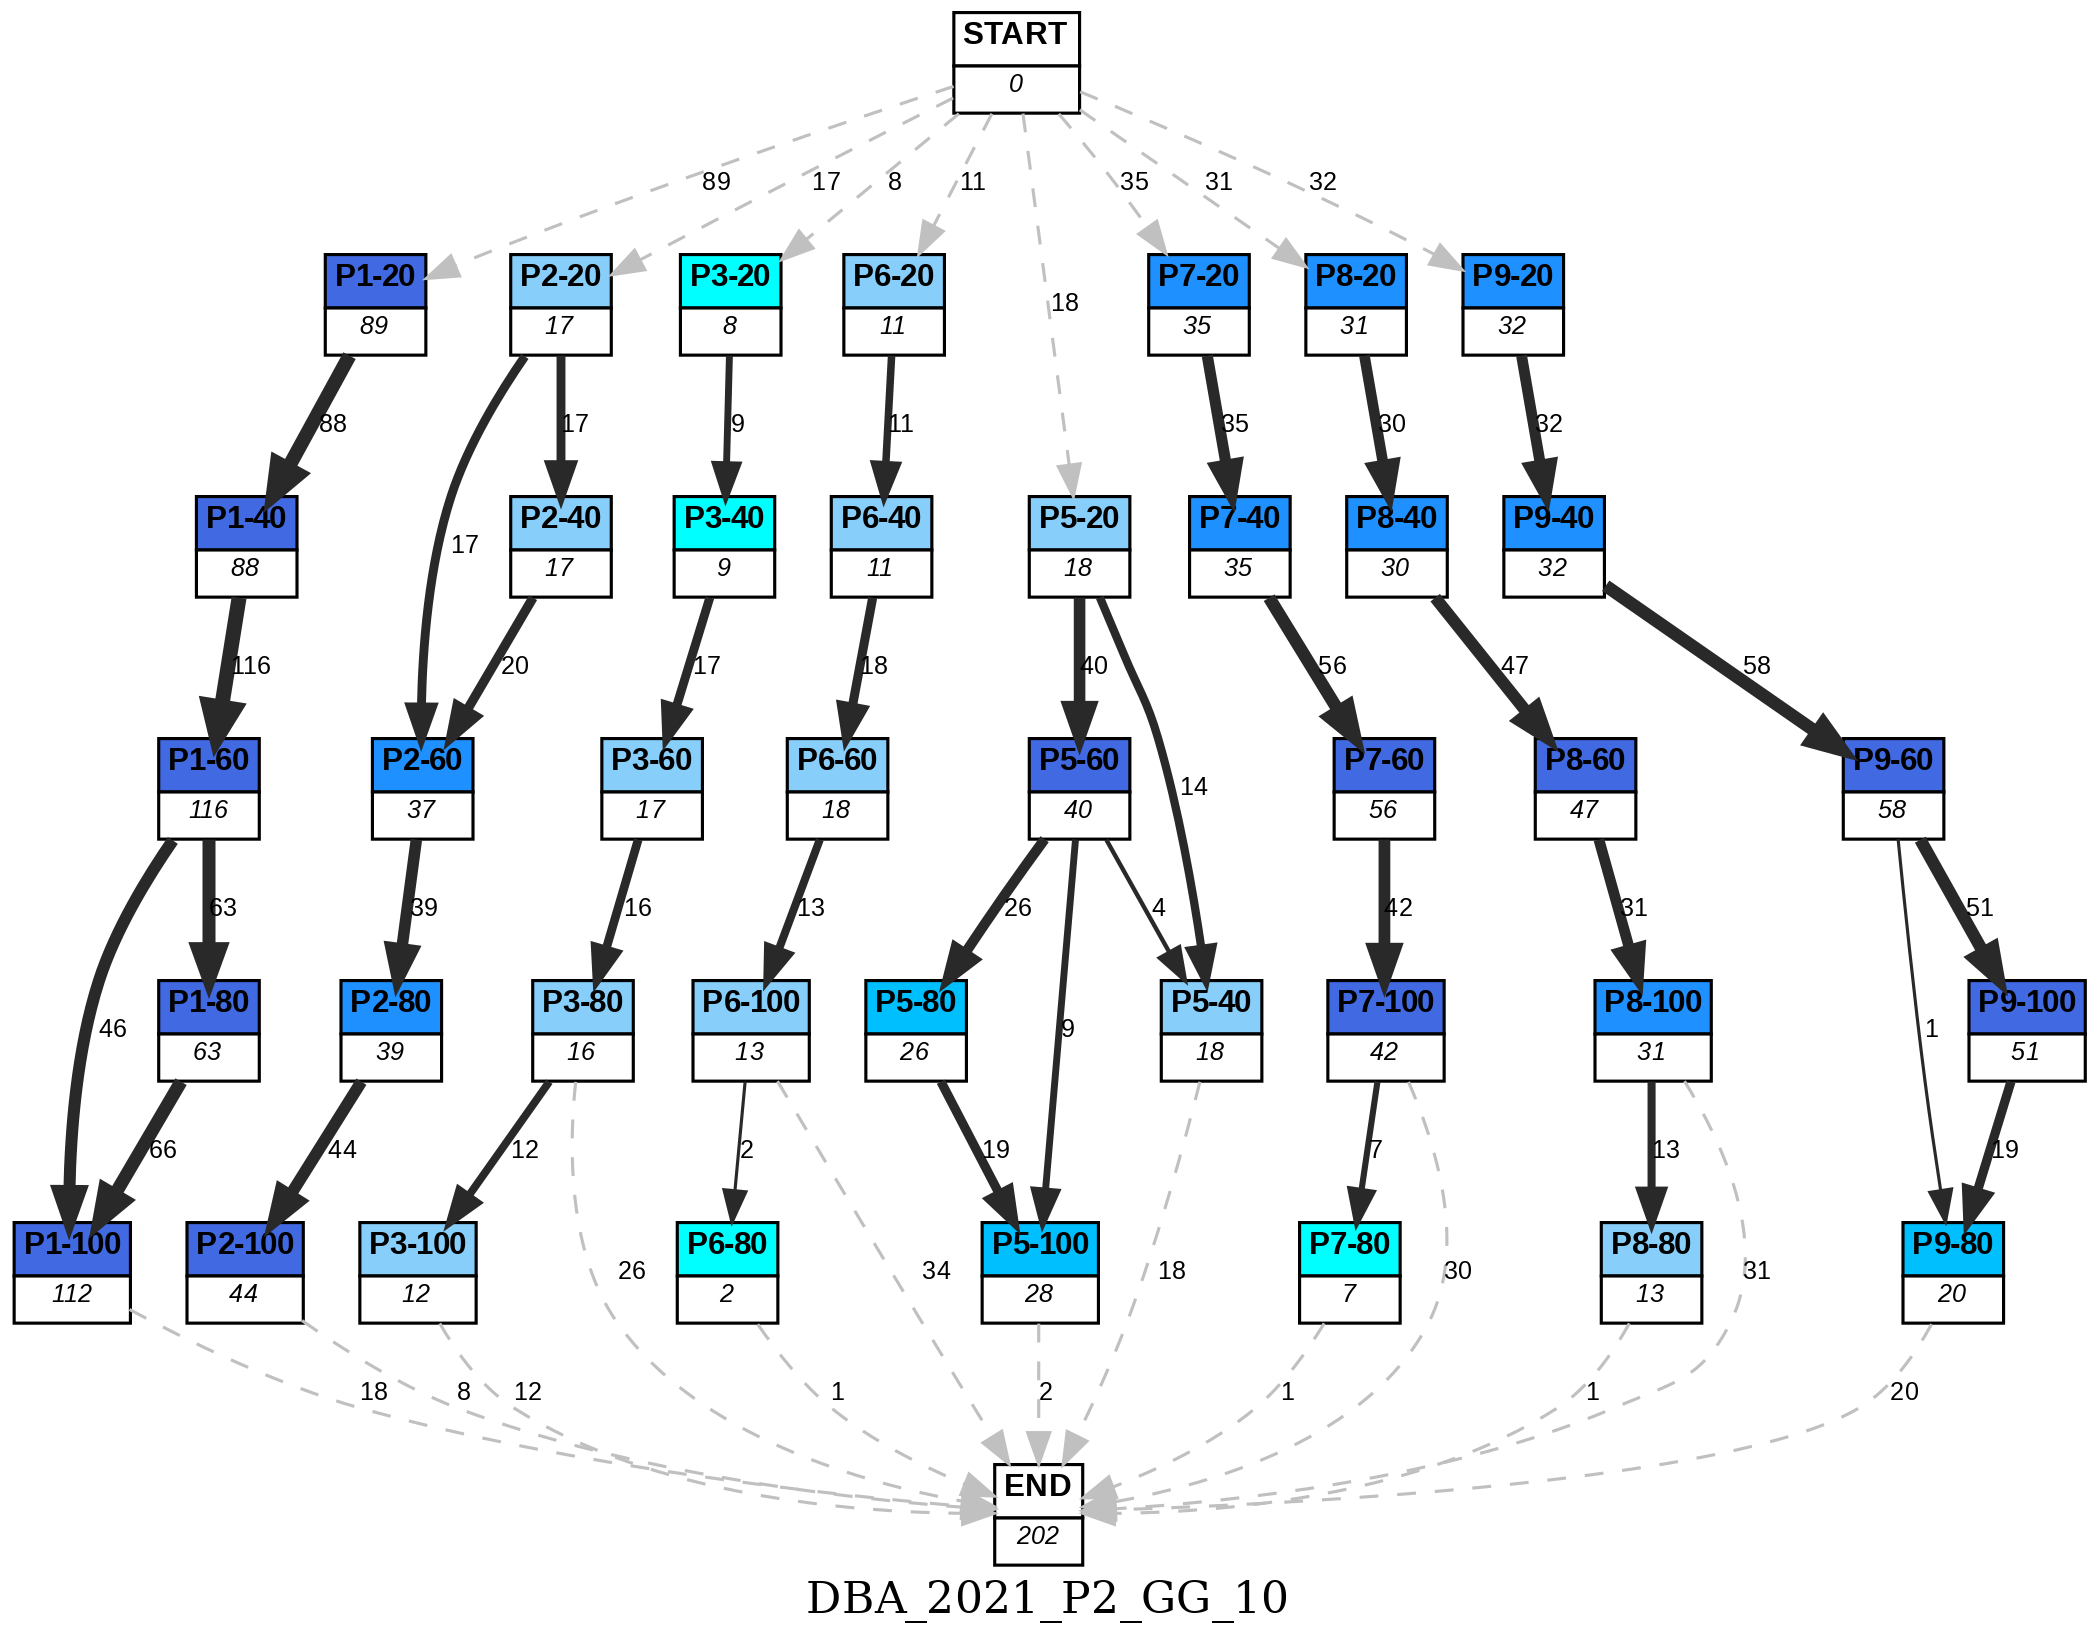 START
0
89 17 8 11 35 31 32
P1-20 P2-20 P3-20 P6-20 P7-20 P8-20 P9-20
89 17 8 11 18 35 31 32
88 17 9 11 35 30 32
P1-40 P2-40 P3-40 P6-40 P5-20 P7-40 P8-40 P9-40
88 17 17 9 11 18 35 30 32
116 20 17 18 40 56 47 58
P1-60 P2-60 P3-60 P6-60 P5-60 P7-60 P8-60 P9-60
116 37 17 18 40 14 56 47 58
63 39 16 13 26 4 42 31 51
P1-80 P2-80 P3-80 P6-100 P5-80 P5-40 P7-100 P8-100 P9-100
46 63 39 16 13 26 9 18 42 31 1 51
66 44 12 2 19 7 13 19
P1-100 P2-100 P3-100 P6-80 P5-100 P7-80 P8-80 P9-80
112 44 12 26 2 34 28 18 7 30 13 31 20
18 8 12 1 2 1 1 20
END
202
DBA_2021_P2_GG_10